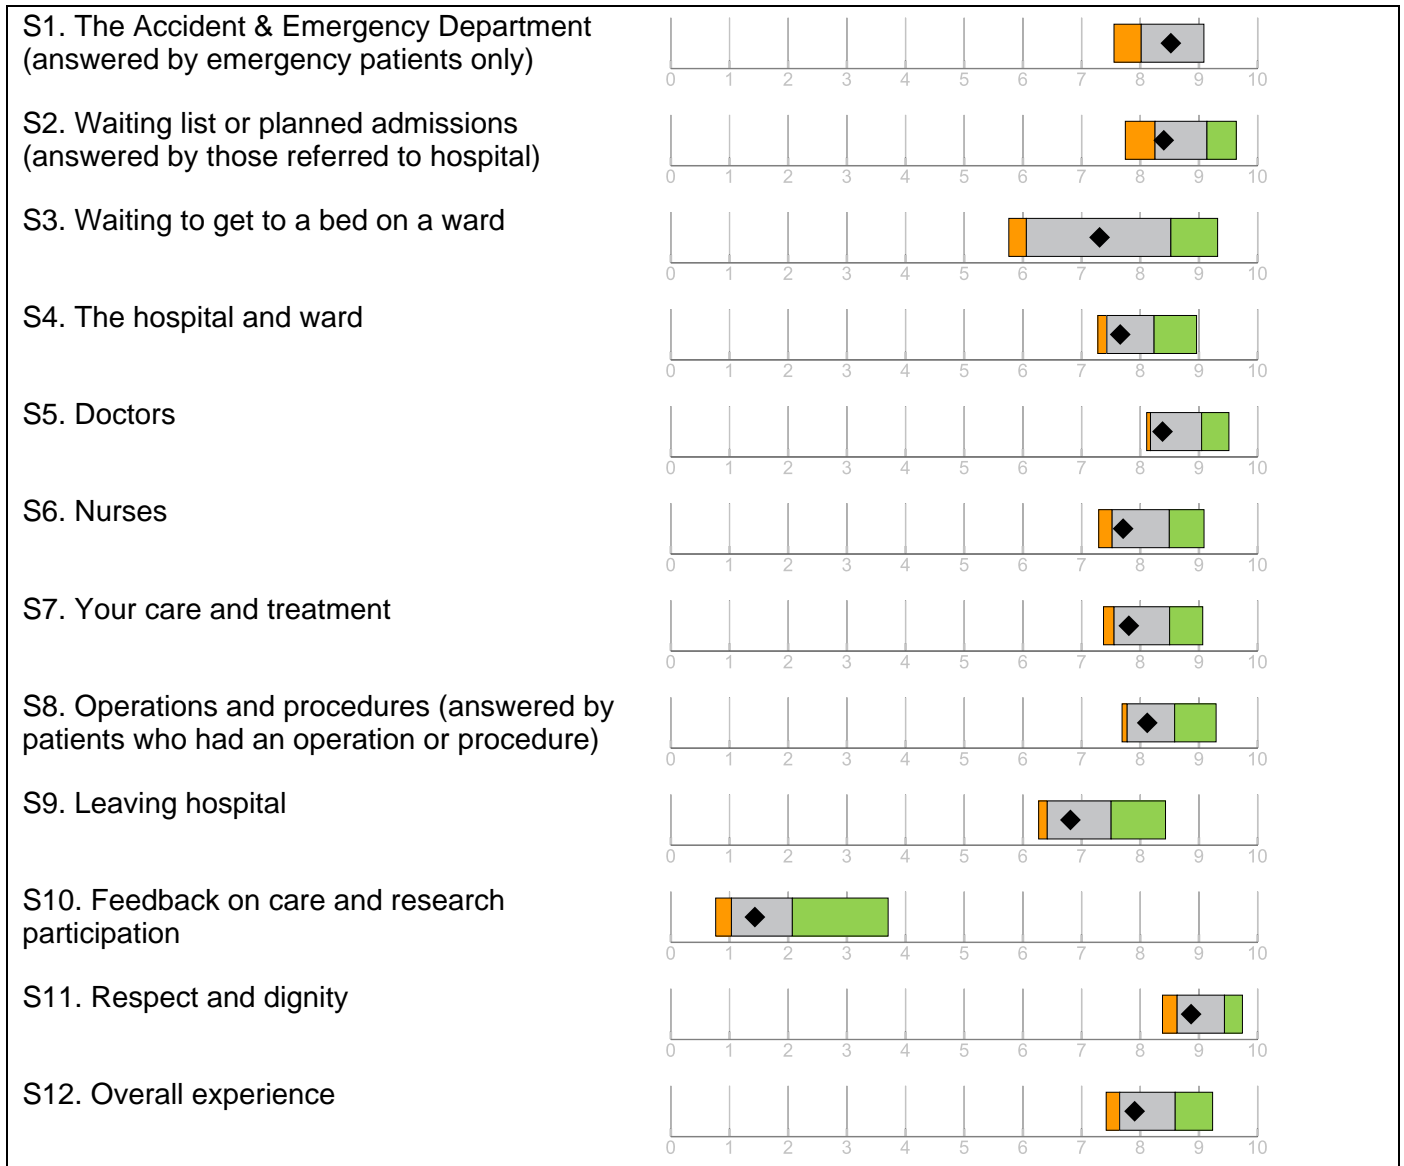 S1. The Accident & Emergency Department
(answered by emergency patients only)
0 1 2 3 4 5 6 7 8 9 10
S2. Waiting list or planned admissions
(answered by those referred to hospital)
0 1 2 3 4 5 6 7 8 9 10
S3. Waiting to get to a bed on a ward
0 1 2 3 4 5 6 7 8 9 10
S4. The hospital and ward
0 1 2 3 4 5 6 7 8 9 10
S5. Doctors
0 1 2 3 4 5 6 7 8 9 10
S6. Nurses
0 1 2 3 4 5 6 7 8 9 10
S7. Your care and treatment
0 1 2 3 4 5 6 7 8 9 10
S8. Operations and procedures (answered by
patients who had an operation or procedure)
0 1 2 3 4 5 6 7 8 9 10
S9. Leaving hospital
0 1 2 3 4 5 6 7 8 9 10
S10. Feedback on care and research
participation
0 1 2 3 4 5 6 7 8 9 10
S11. Respect and dignity
0 1 2 3 4 5 6 7 8 9 10
S12. Overall experience
0 1 2 3 4 5 6 7 8 9 10